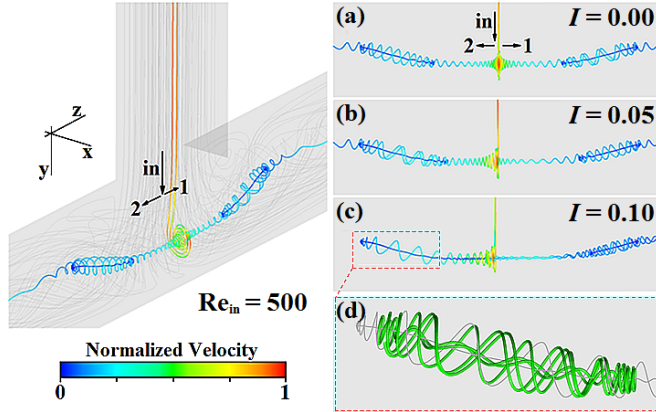 z
x
y
in
1
2
Re_in = 500
Normalized Velocity
0 1
(a) in I = 0.00
2 1
(b) I = 0.05
(c) I = 0.10
(d)